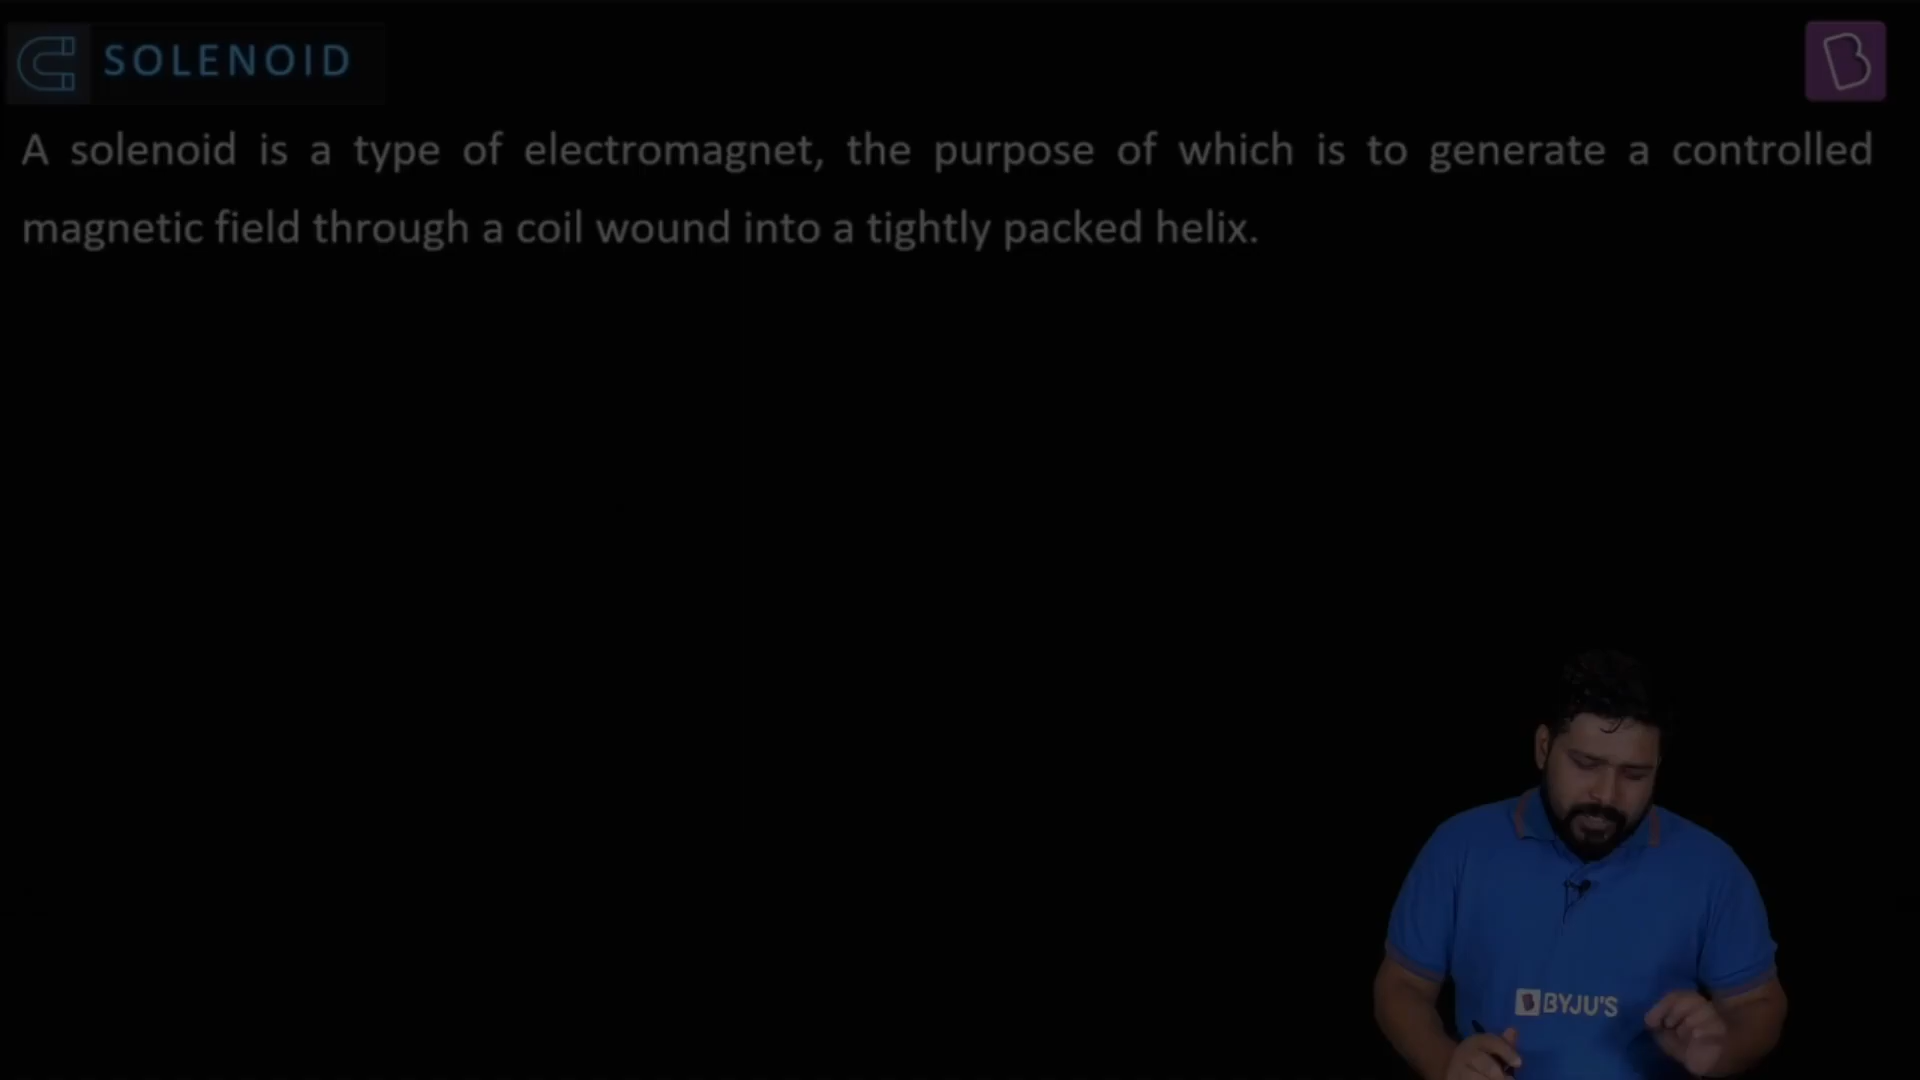 SOLENOID
A solenoid is a type of electromagnet, the purpose of which is to generate a controlled
magnetic field through a coil wound into a tightly packed helix.
BYJU'S